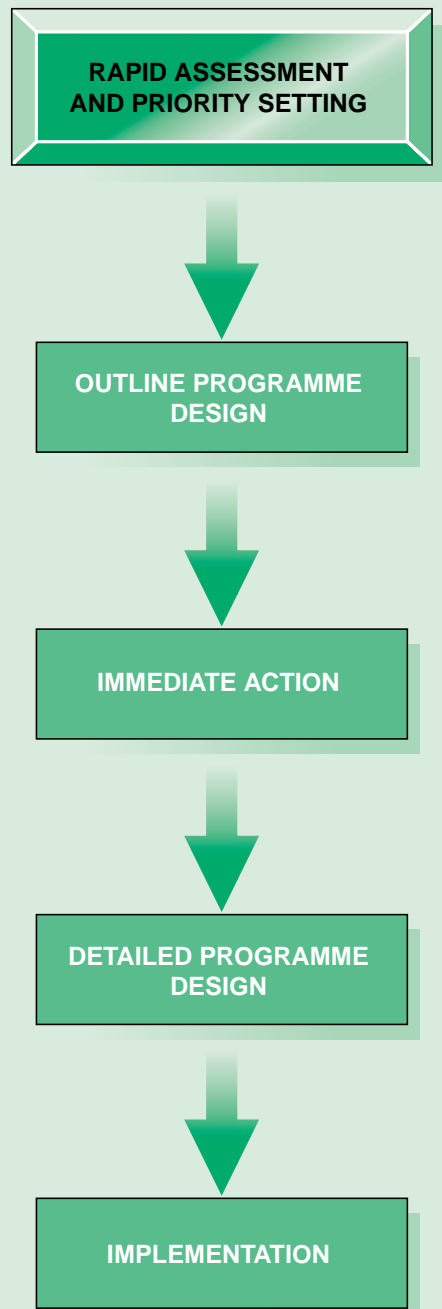 RAPID ASSESSMENT
AND PRIORITY SETTING
OUTLINE PROGRAMME
DESIGN
IMMEDIATE ACTION
DETAILED PROGRAMME
DESIGN
IMPLEMENTATION